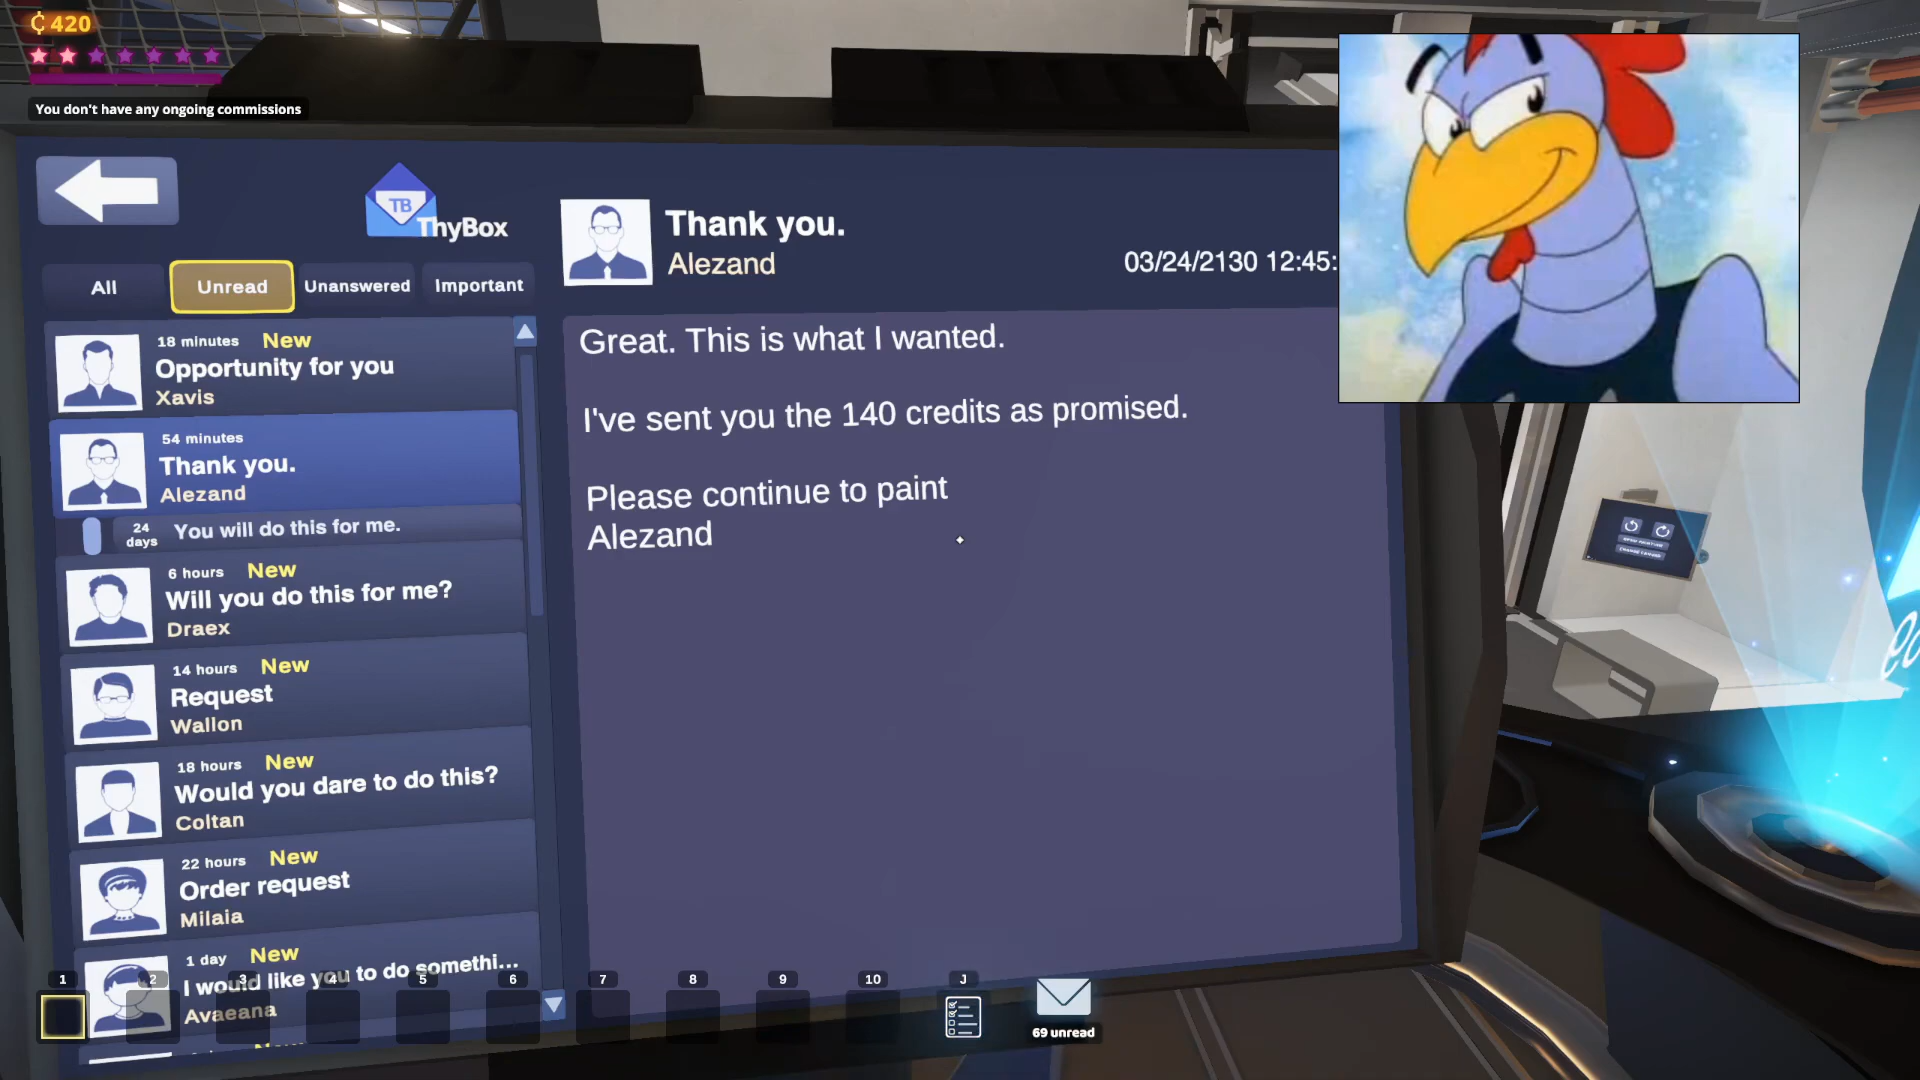 ₵ 420
You don't have any ongoing commissions
TB
ThyBox
All
Unread
Unanswered
Important
18 minutes New
Opportunity for you
Xavis
54 minutes
Thank you.
Alezand
24 days
You will do this for me.
6 hours New
Will you do this for me?
Draex
14 hours New
Request
Wallon
18 hours New
Would you dare to do this?
Coltan
22 hours New
Order request
Milaia
1 day New
I would like you to do somethi...
Avaeana
Thank you.
Alezand
03/24/2130 12:45:
Great. This is what I wanted.
I've sent you the 140 credits as promised.
Please continue to paint
Alezand
1
2
3
4
5
6
7
8
9
10
J
69 unread